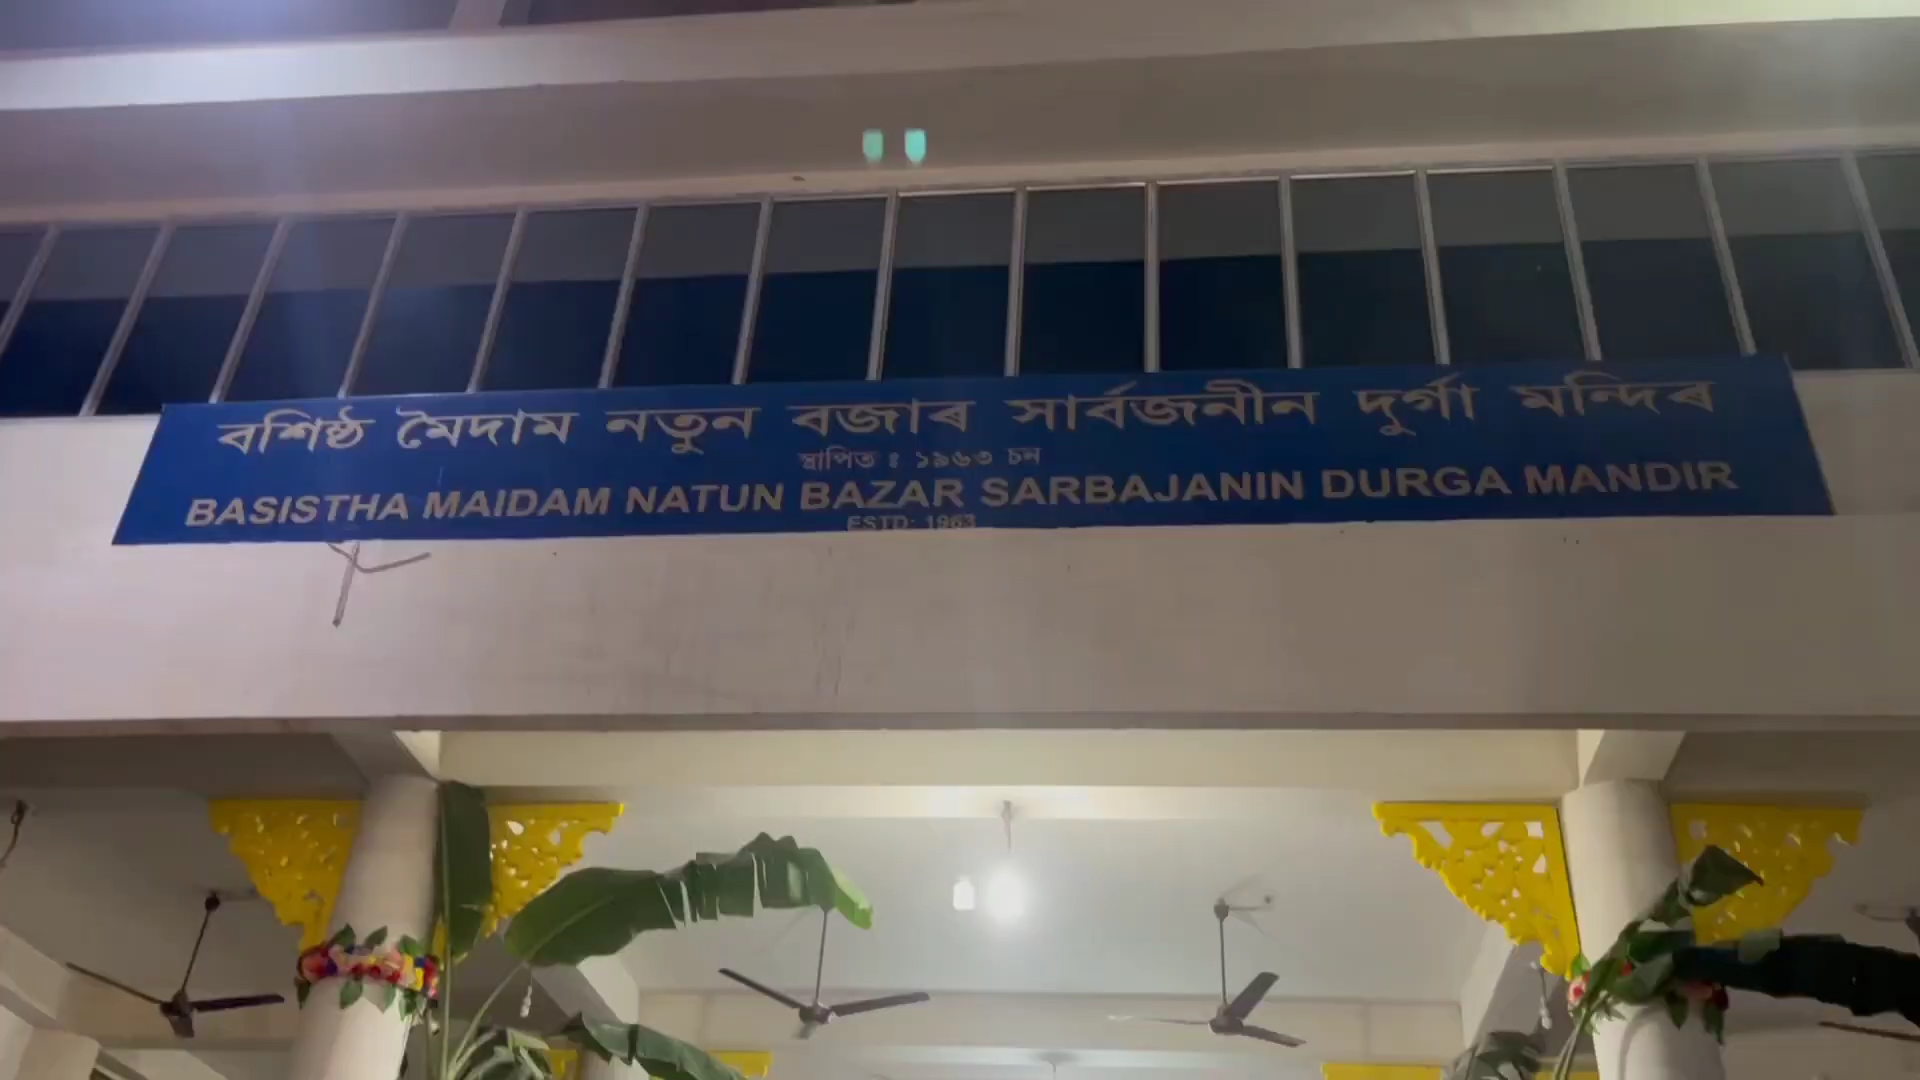 বশিষ্ঠ মৈদাম নতুন বজাৰ সাৰ্বজনীন দুৰ্গা মন্দিৰ
স্থাপিত : ১৯৬৩ চন
BASISTHA MAIDAM NATUN BAZAR SARBAJANIN DURGA MANDIR
ESTD: 1963